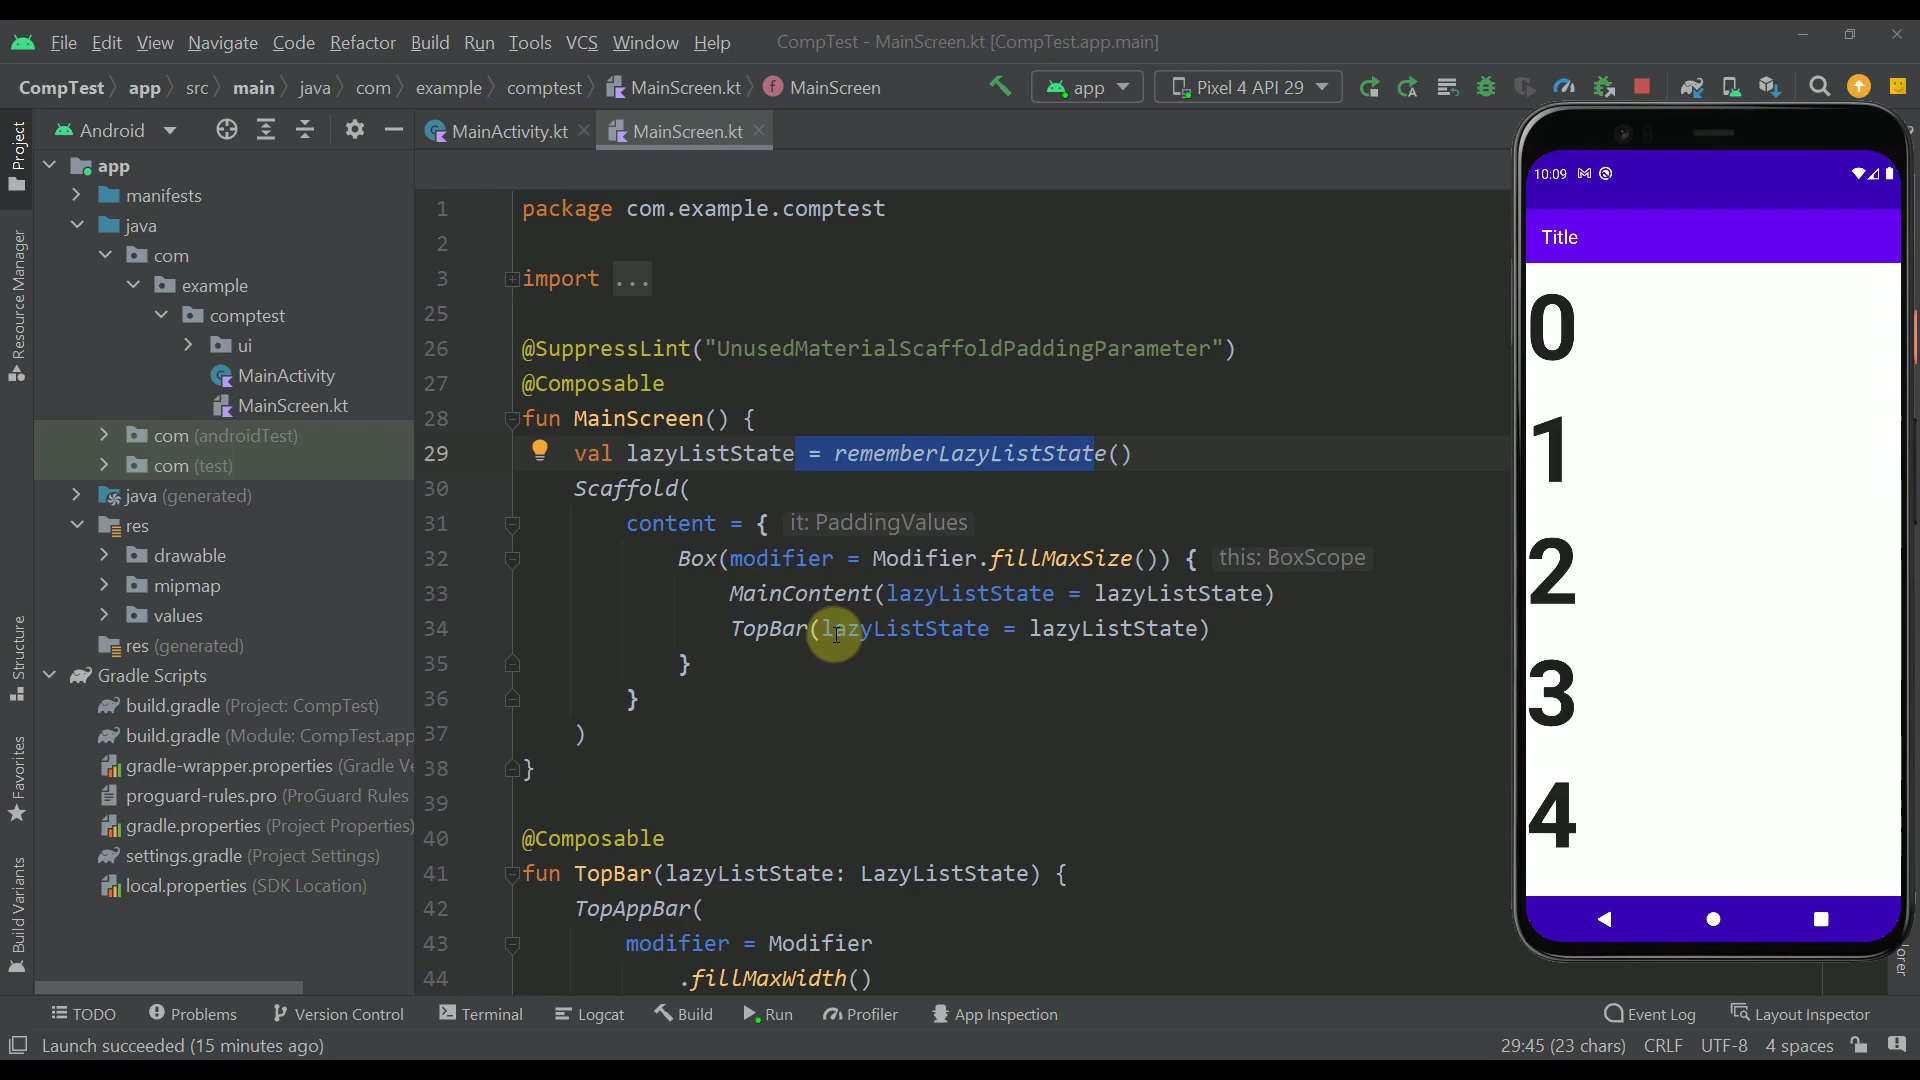 File Edit View Navigate Code Refactor Build Run Tools VCS Window Help CompTest - MainScreen.kt [CompTest.app.main]
CompTest app src main java com example comptest MainScreen.kt MainScreen app Pixel 4 API 29
Android
MainActivity.kt MainScreen.kt
Project
Resource Manager
Structure
Favorites
Build Variants
app
manifests
java
com
example
comptest
ui
MainActivity
MainScreen.kt
com (androidTest)
com (test)
java (generated)
res
drawable
mipmap
values
res (generated)
Gradle Scripts
build.gradle (Project: CompTest)
build.gradle (Module: CompTest.app
gradle-wrapper.properties (Gradle Ve
proguard-rules.pro (ProGuard Rules
gradle.properties (Project Properties)
settings.gradle (Project Settings)
local.properties (SDK Location)
1 package com.example.comptest
2
3 import ...
25
26 @SuppressLint("UnusedMaterialScaffoldPaddingParameter")
27 @Composable
28 fun MainScreen() {
29 val lazyListState = rememberLazyListState()
30 Scaffold(
31 content = { it: PaddingValues
32 Box(modifier = Modifier.fillMaxSize()) { this: BoxScope
33 MainContent(lazyListState = lazyListState)
34 TopBar(lazyListState = lazyListState)
35 }
36 }
37 )
38 }
39
40 @Composable
41 fun TopBar(lazyListState: LazyListState) {
42 TopAppBar(
43 modifier = Modifier
44 .fillMaxWidth()
10:09
Title
0
1
2
3
4
TODO Problems Version Control Terminal Logcat Build Run Profiler App Inspection Event Log Layout Inspector
Launch succeeded (15 minutes ago) 29:45 (23 chars) CRLF UTF-8 4 spaces